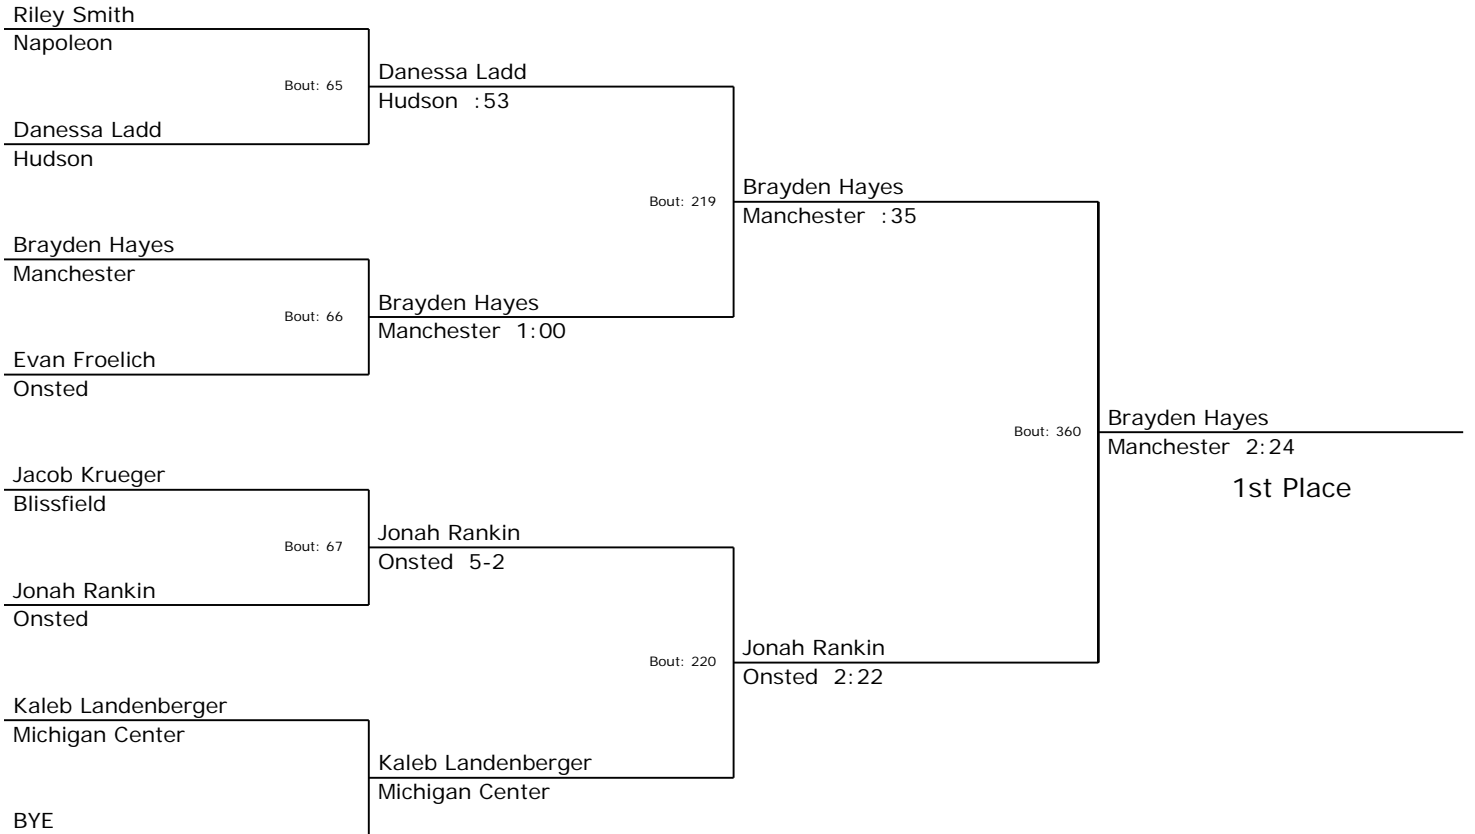 Riley Smith
Napoleon
Bout: 65
Danessa Ladd
Hudson :53
Danessa Ladd
Hudson
Bout: 219
Brayden Hayes
Manchester :35
Brayden Hayes
Manchester
Bout: 66
Brayden Hayes
Manchester 1:00
Evan Froelich
Onsted
Bout: 360
Brayden Hayes
Manchester 2:24
1st Place
Jacob Krueger
Blissfield
Bout: 67
Jonah Rankin
Onsted 5-2
Jonah Rankin
Onsted
Bout: 220
Jonah Rankin
Onsted 2:22
Kaleb Landenberger
Michigan Center
Kaleb Landenberger
Michigan Center
BYE